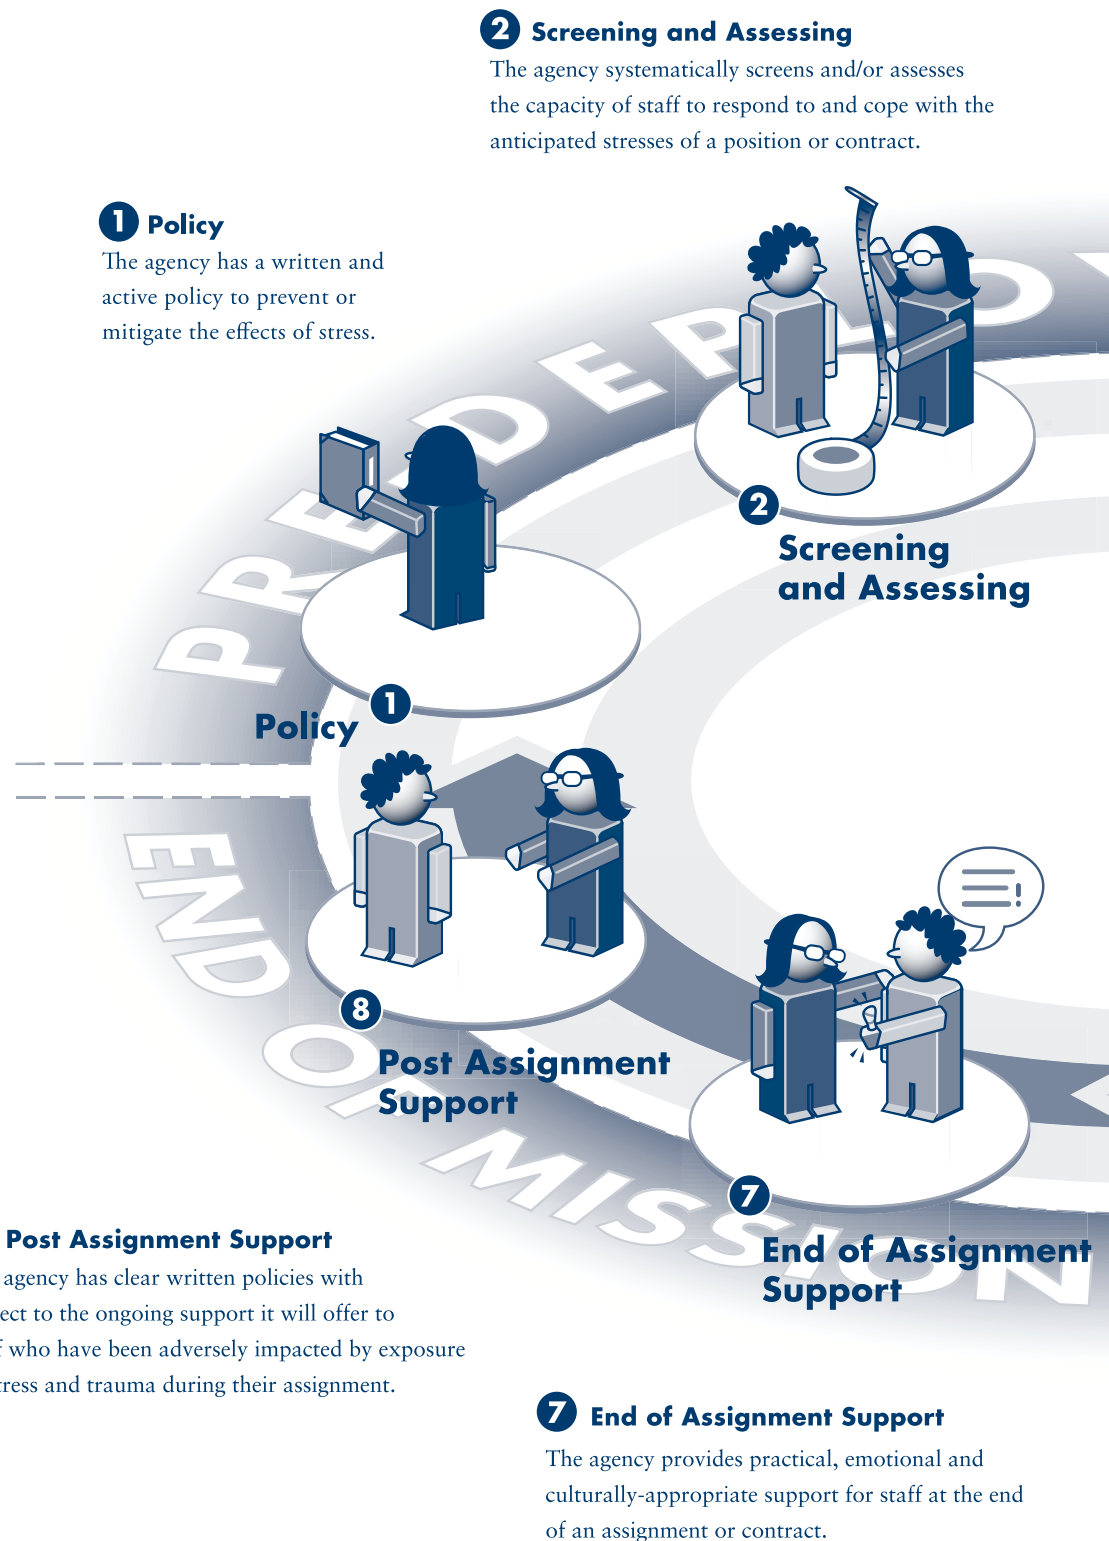 2 Screening and Assessing
The agency systematically screens and/or assesses
the capacity of staff to respond to and cope with the
anticipated stresses of a position or contract.
1 Policy
The agency has a written and
active policy to prevent or
mitigate the effects of stress.
PRE DEPLOY
2
Screening
and Assessing
1
Policy
8
Post Assignment
Support
END OF MISSION
7
End of Assignment
Support
Post Assignment Support
agency has clear written policies with
ect to the ongoing support it will offer to
who have been adversely impacted by exposure
tress and trauma during their assignment.
7 End of Assignment Support
The agency provides practical, emotional and
culturally-appropriate support for staff at the end
of an assignment or contract.